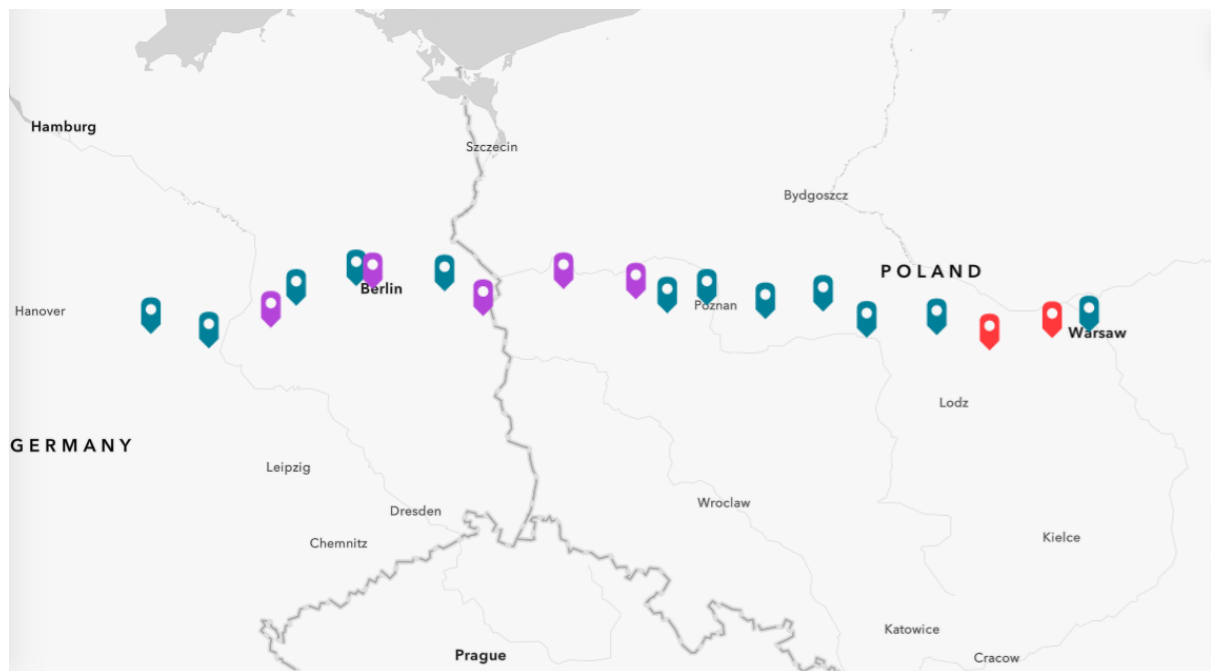 Hamburg
Szczecin
Bydgoszcz
POLAND
Berlin
Hanover
Poznan
Warsaw
Lodz
GERMANY
Leipzig
Wroclaw
Dresden
Kielce
Chemnitz
Katowice
Prague
Cracow